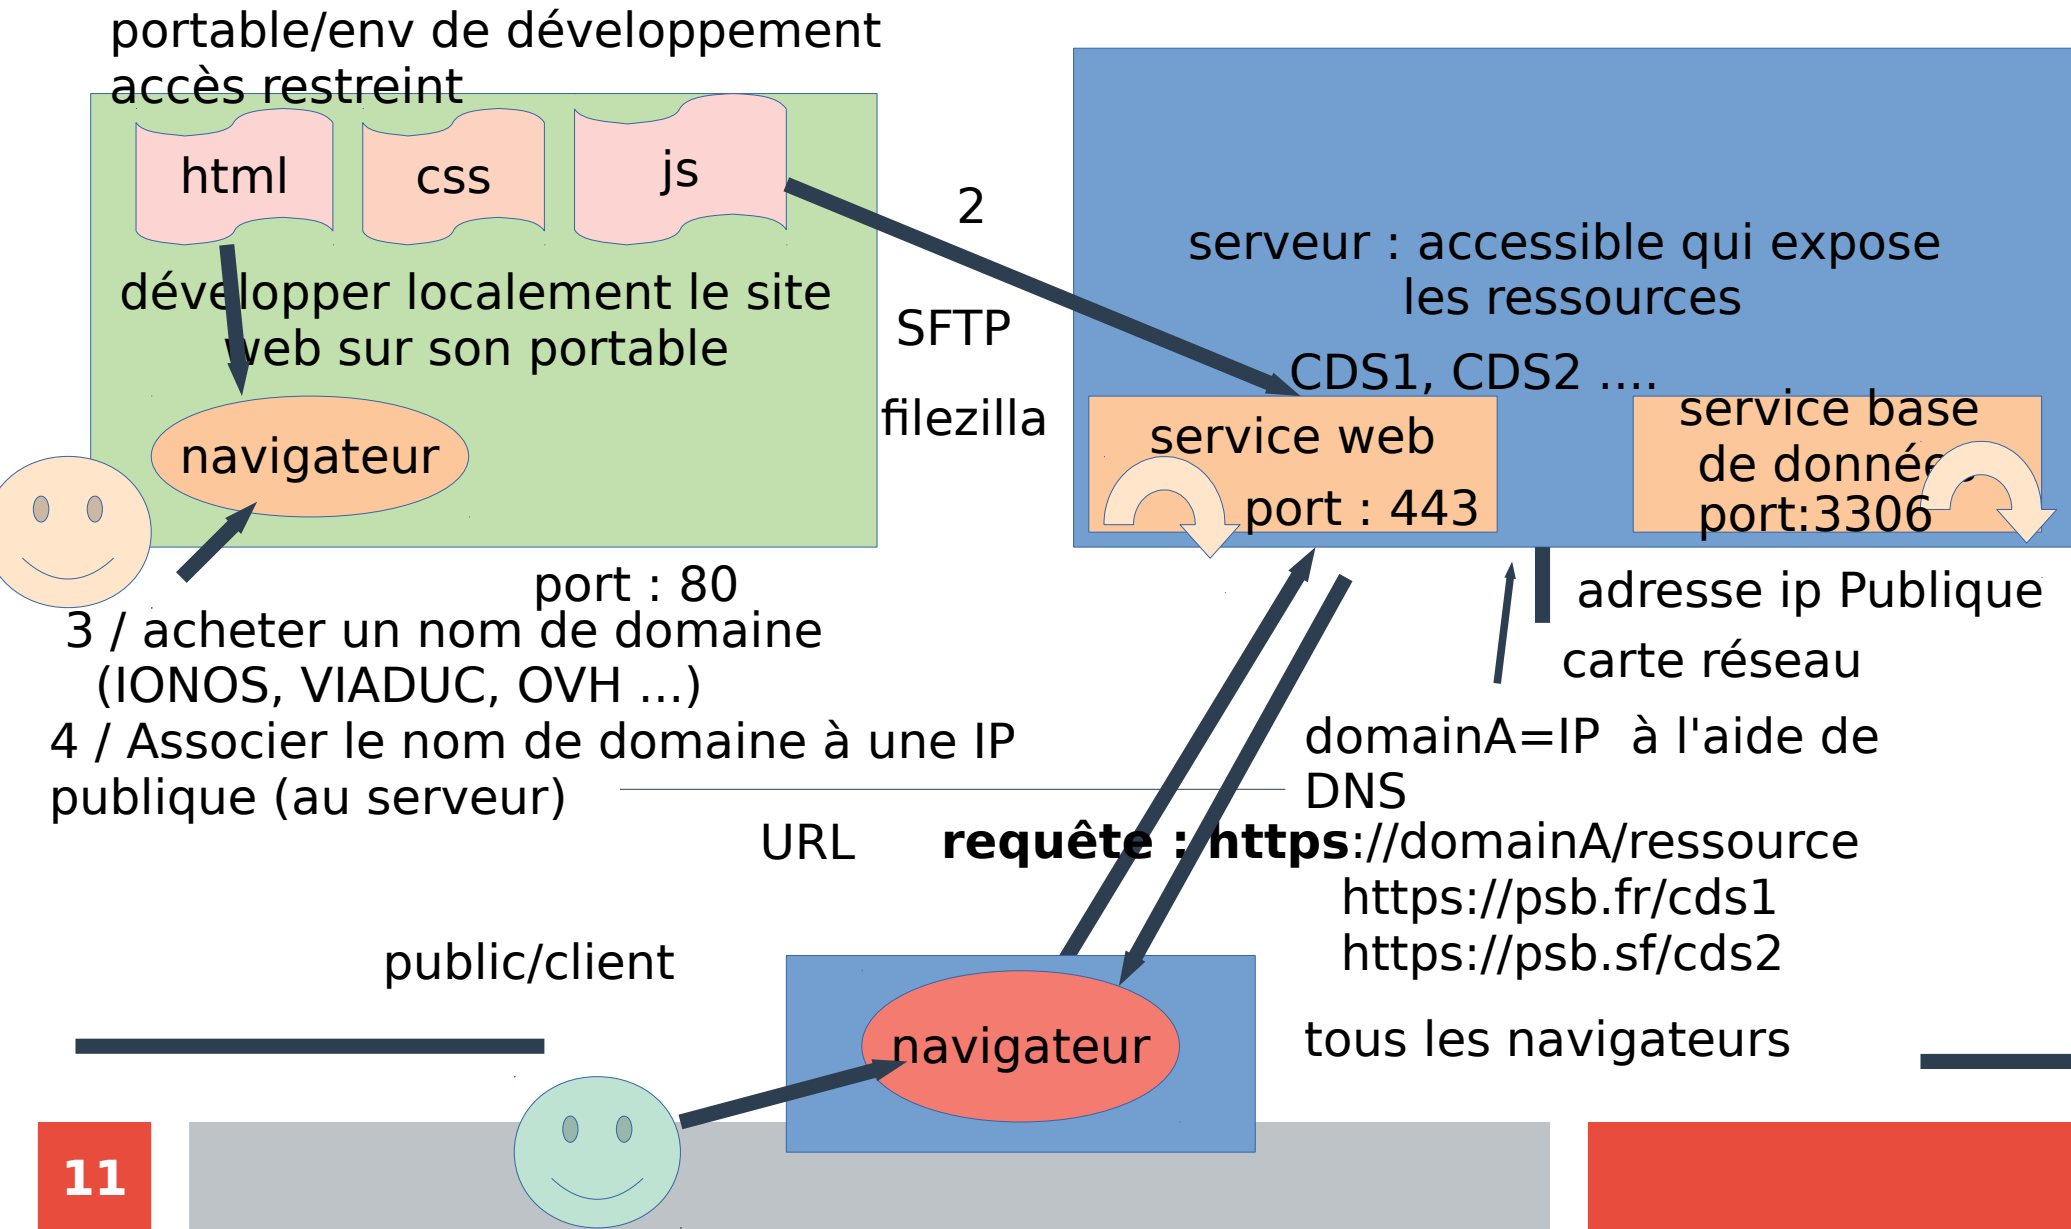 portable/env de développement
accès restreint
html
css
js
développer localement le site
web sur son portable
navigateur
2
SFTP
filezilla
serveur : accessible qui expose
les ressources
CDS1, CDS2 ....
service web
port : 443
service base
de donnée
port:3306
port : 80
3 / acheter un nom de domaine
(IONOS, VIADUC, OVH ...)
4 / Associer le nom de domaine à une IP
publique (au serveur)
adresse ip Publique
carte réseau
domainA=IP  à l'aide de
DNS
URL
requête : https://domainA/ressource
https://psb.fr/cds1
https://psb.sf/cds2
public/client
navigateur
tous les navigateurs
11